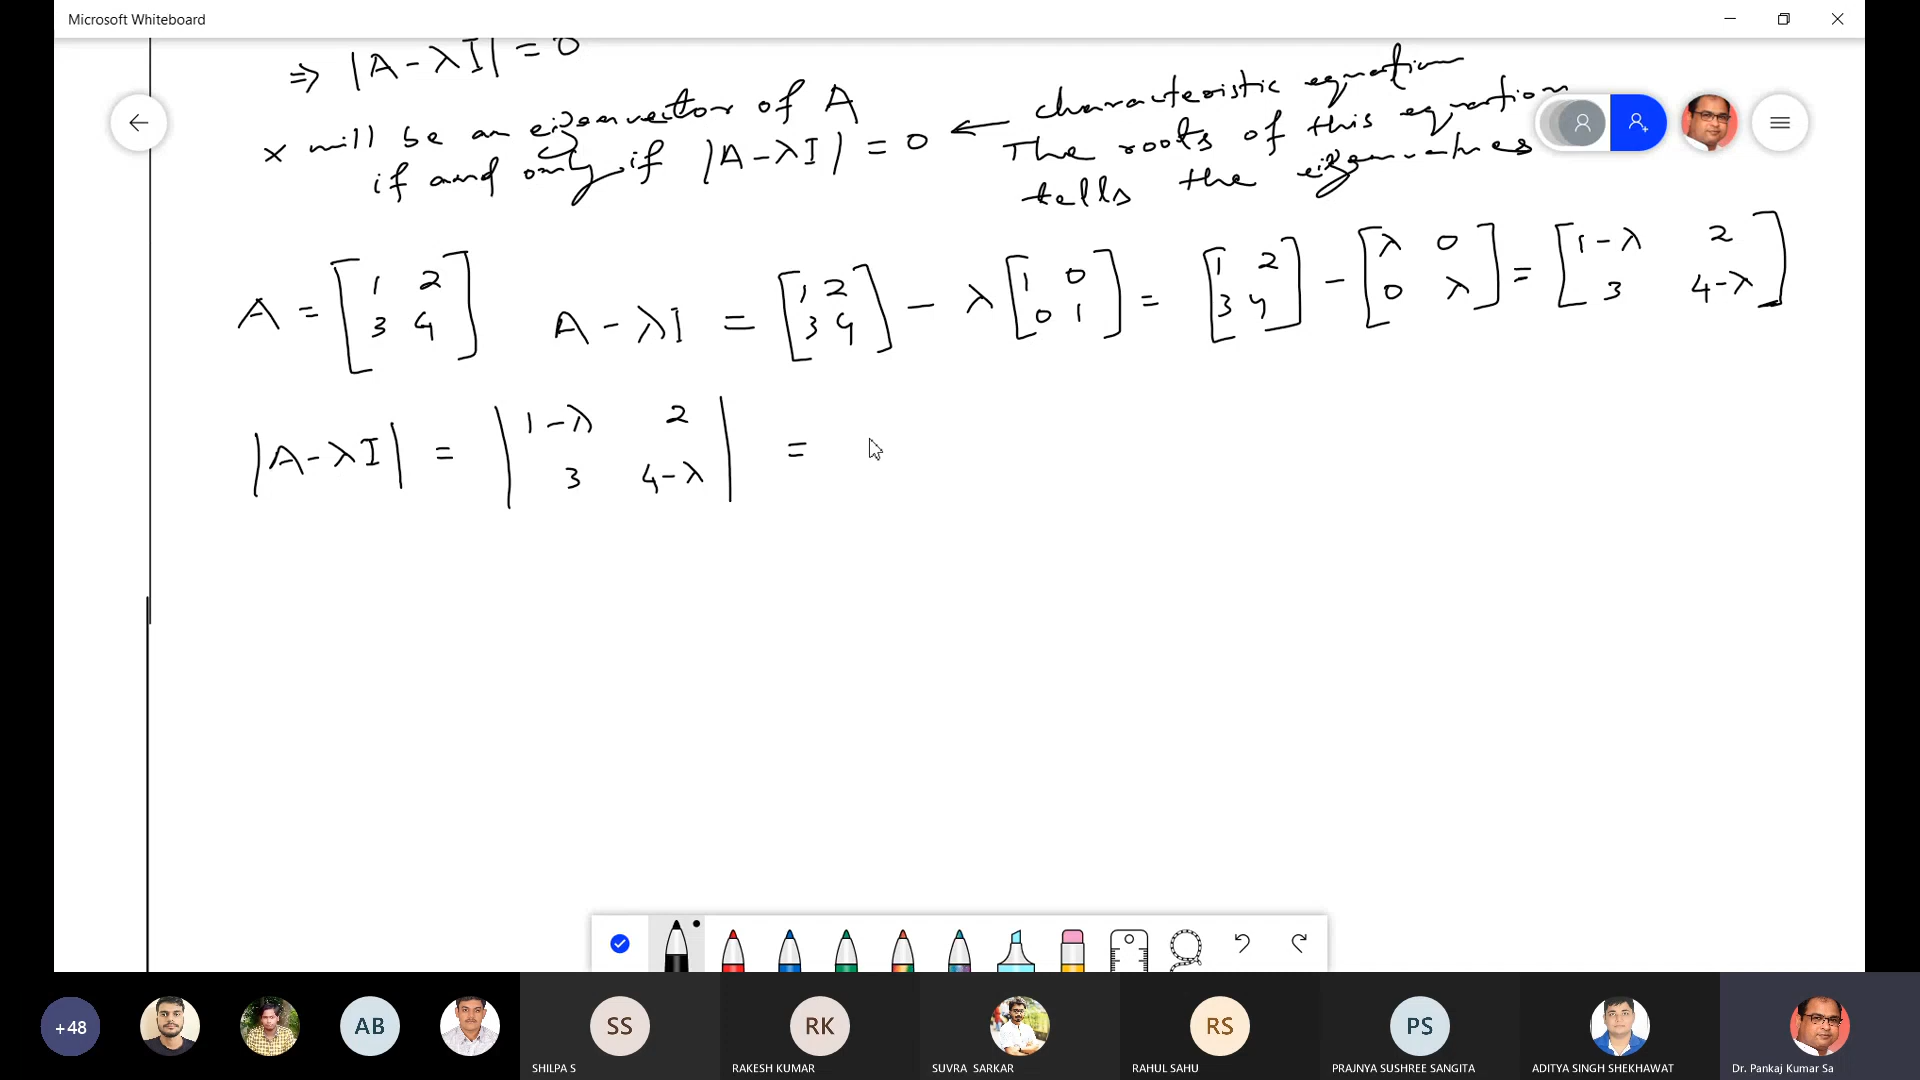 Microsoft Whiteboard
⇒ |A-λI| = 0
x will be an eigenvector of A
if and only if |A-λI| = 0 ← characteristic equation
The roots of this equation
tells the eigenvalues
A = [1 2; 3 4] A - λI = [1 2; 3 4] - λ[1 0; 0 1] = [1 2; 3 4] - [λ 0; 0 λ] = [1-λ 2; 3 4-λ]
|A-λI| = |1-λ 2; 3 4-λ| =
+48 AB SS RK RS PS
SHILPA S RAKESH KUMAR SUVRA SARKAR RAHUL SAHU PRAJNYA SUSHREE SANGITA ADITYA SINGH SHEKHAWAT Dr. Pankaj Kumar Sa